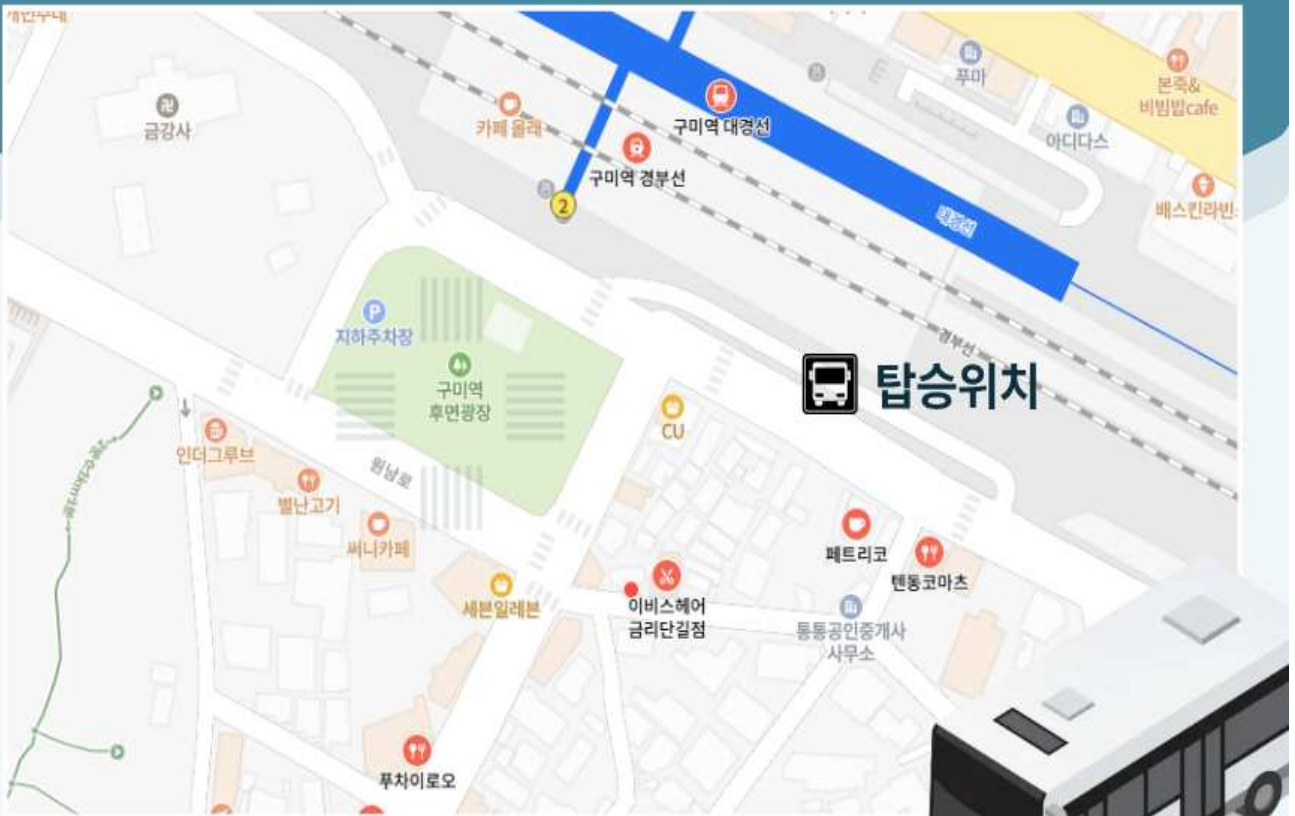 금강사
카페 올래
구미역 대경선
구미역 경부선
2
푸마
아디다스
본죽&
비빔밥cafe
배스킨라빈
대경선
경부선
P
지하주차장
구미역
후면광장
탑승위치
CU
인더그루브
별난고기
원남로
써니카페
세븐일레븐
이비스헤어
금리단길점
페트리코
텐동코마츠
통통공인중개사
사무소
푸차이로오